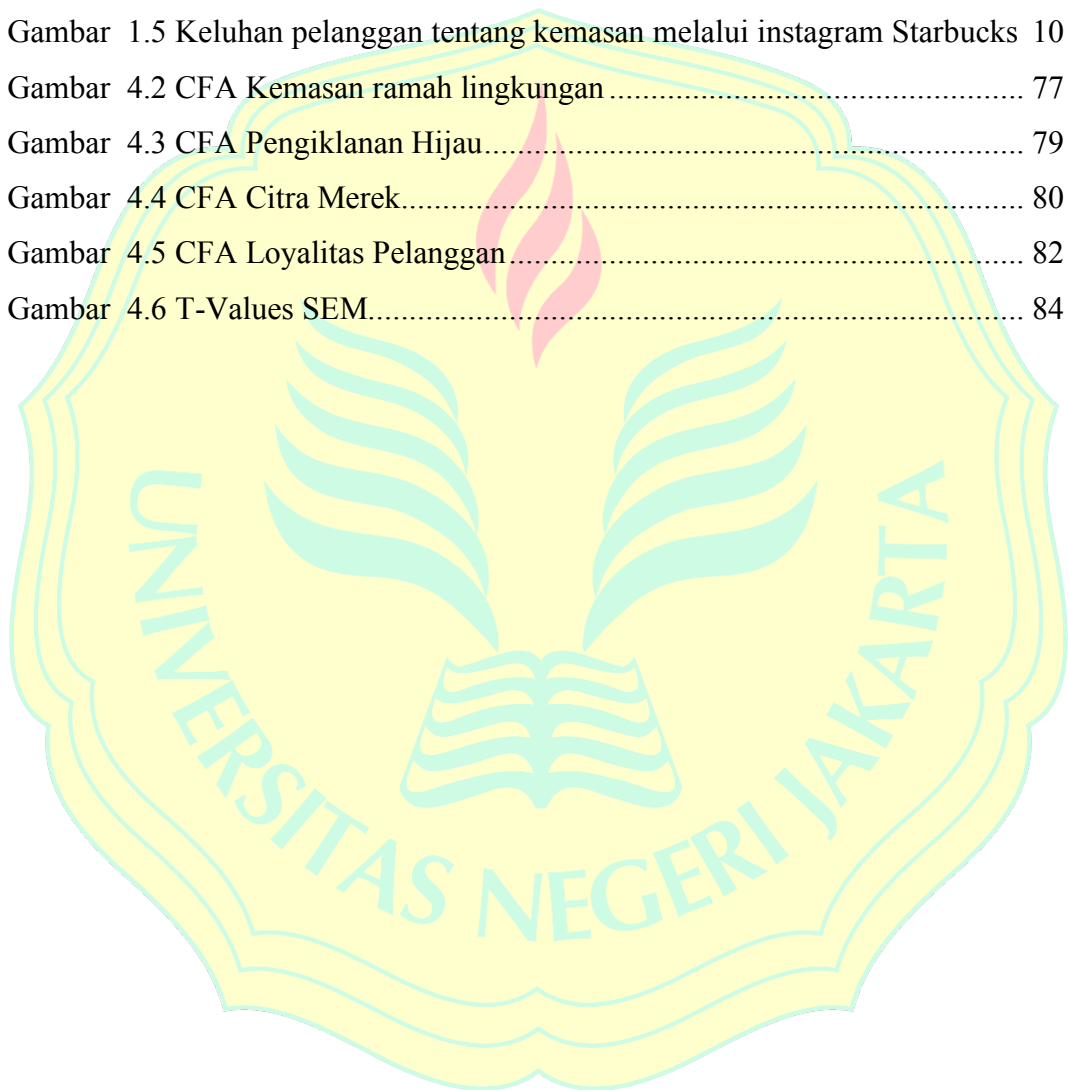 Gambar 1.5 Keluhan pelanggan tentang kemasan melalui instagram Starbucks 10
Gambar 4.2 CFA Kemasan ramah lingkungan ................................................... 77
Gambar 4.3 CFA Pengiklanan Hijau................................................................... 79
Gambar 4.4 CFA Citra Merek............................................................................. 80
Gambar 4.5 CFA Loyalitas Pelanggan ................................................................ 82
Gambar 4.6 T-Values SEM................................................................................. 84
UNIVERSITAS NEGERI JAKARTA